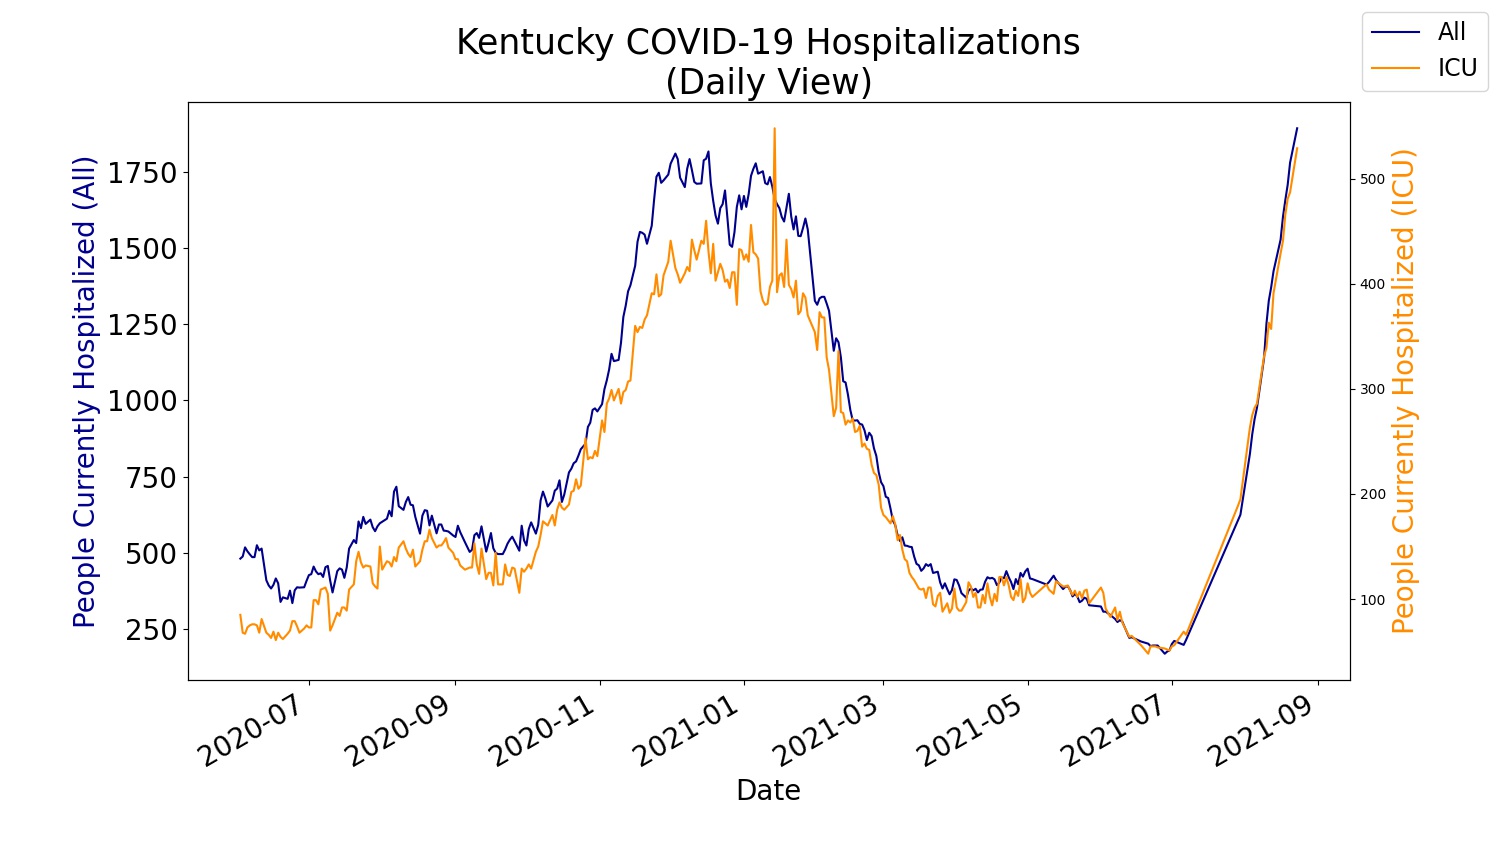 Kentucky COVID-19 Hospitalizations
(Daily View)
All
ICU
People Currently Hospitalized (All)
1750
1500
1250
1000
750
500
250
500
400
300
200
100
People Currently Hospitalized (ICU)
2020-07
2020-09
2020-11
2021-01
2021-03
2021-05
2021-07
2021-09
Date